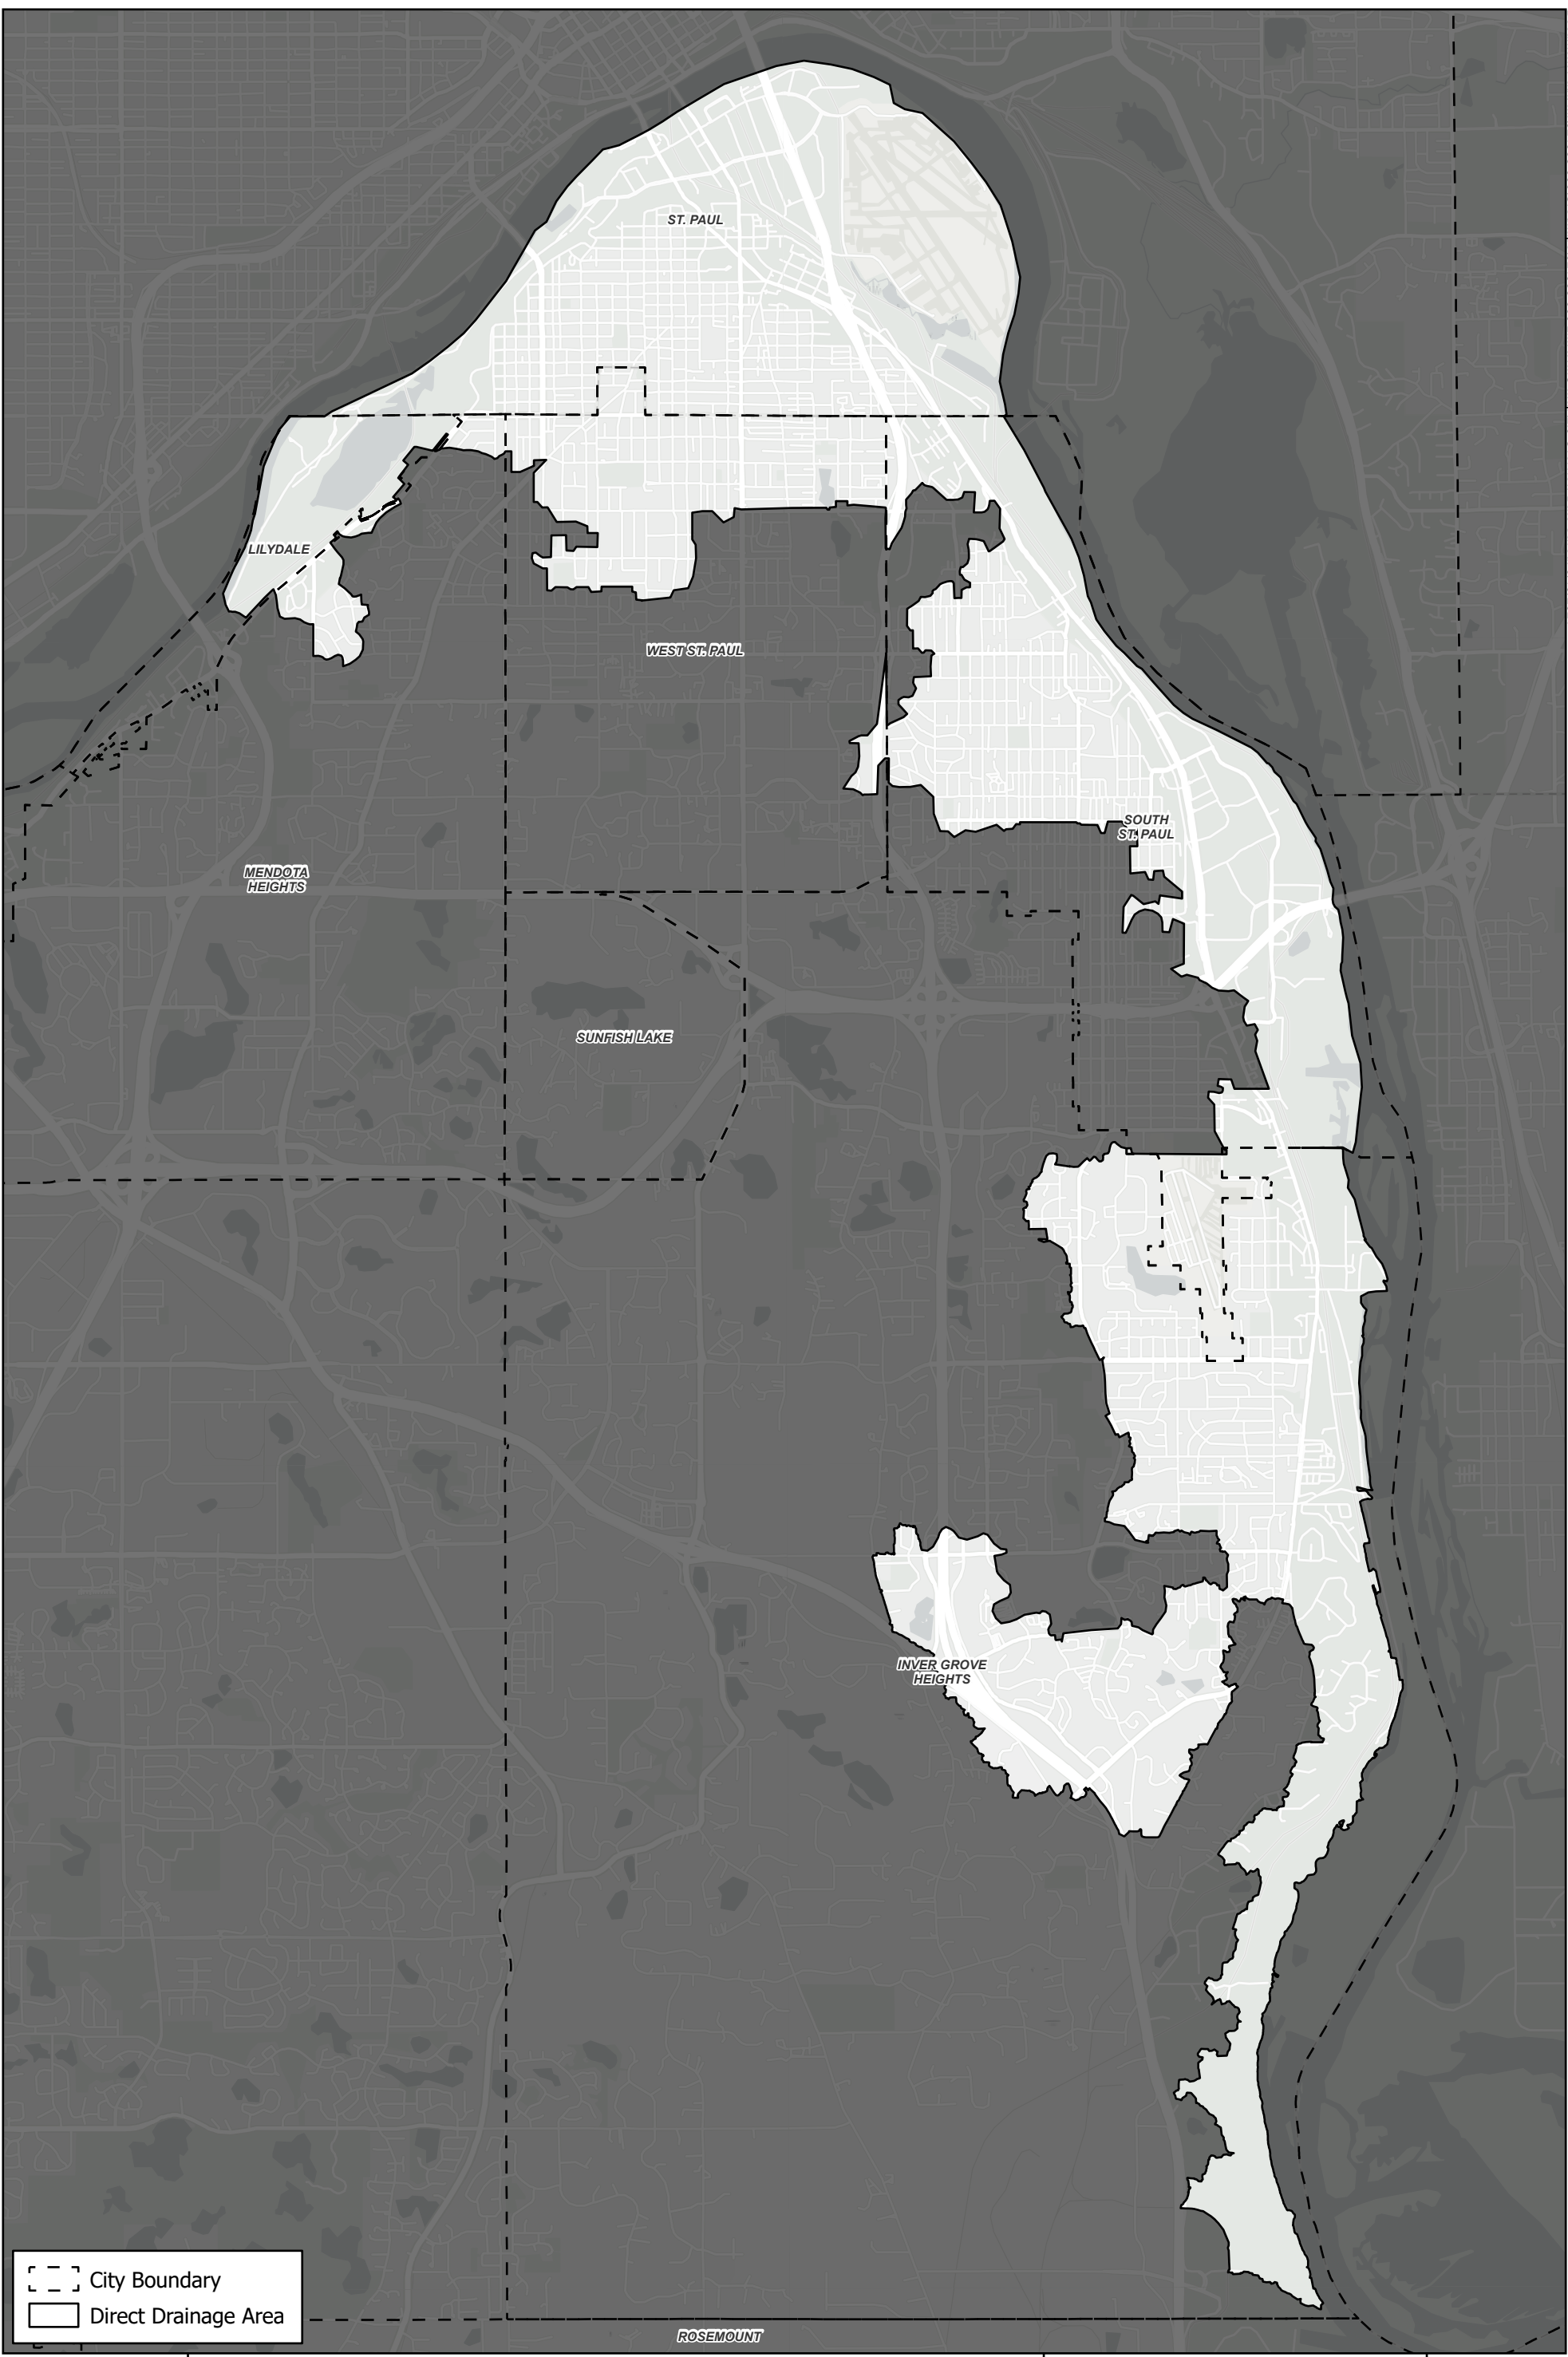 ST. PAUL
LILYDALE
WEST ST. PAUL
SOUTH
ST. PAUL
MENDOTA
HEIGHTS
SUNFISH LAKE
INVER GROVE
HEIGHTS
City Boundary
Direct Drainage Area
ROSEMOUNT